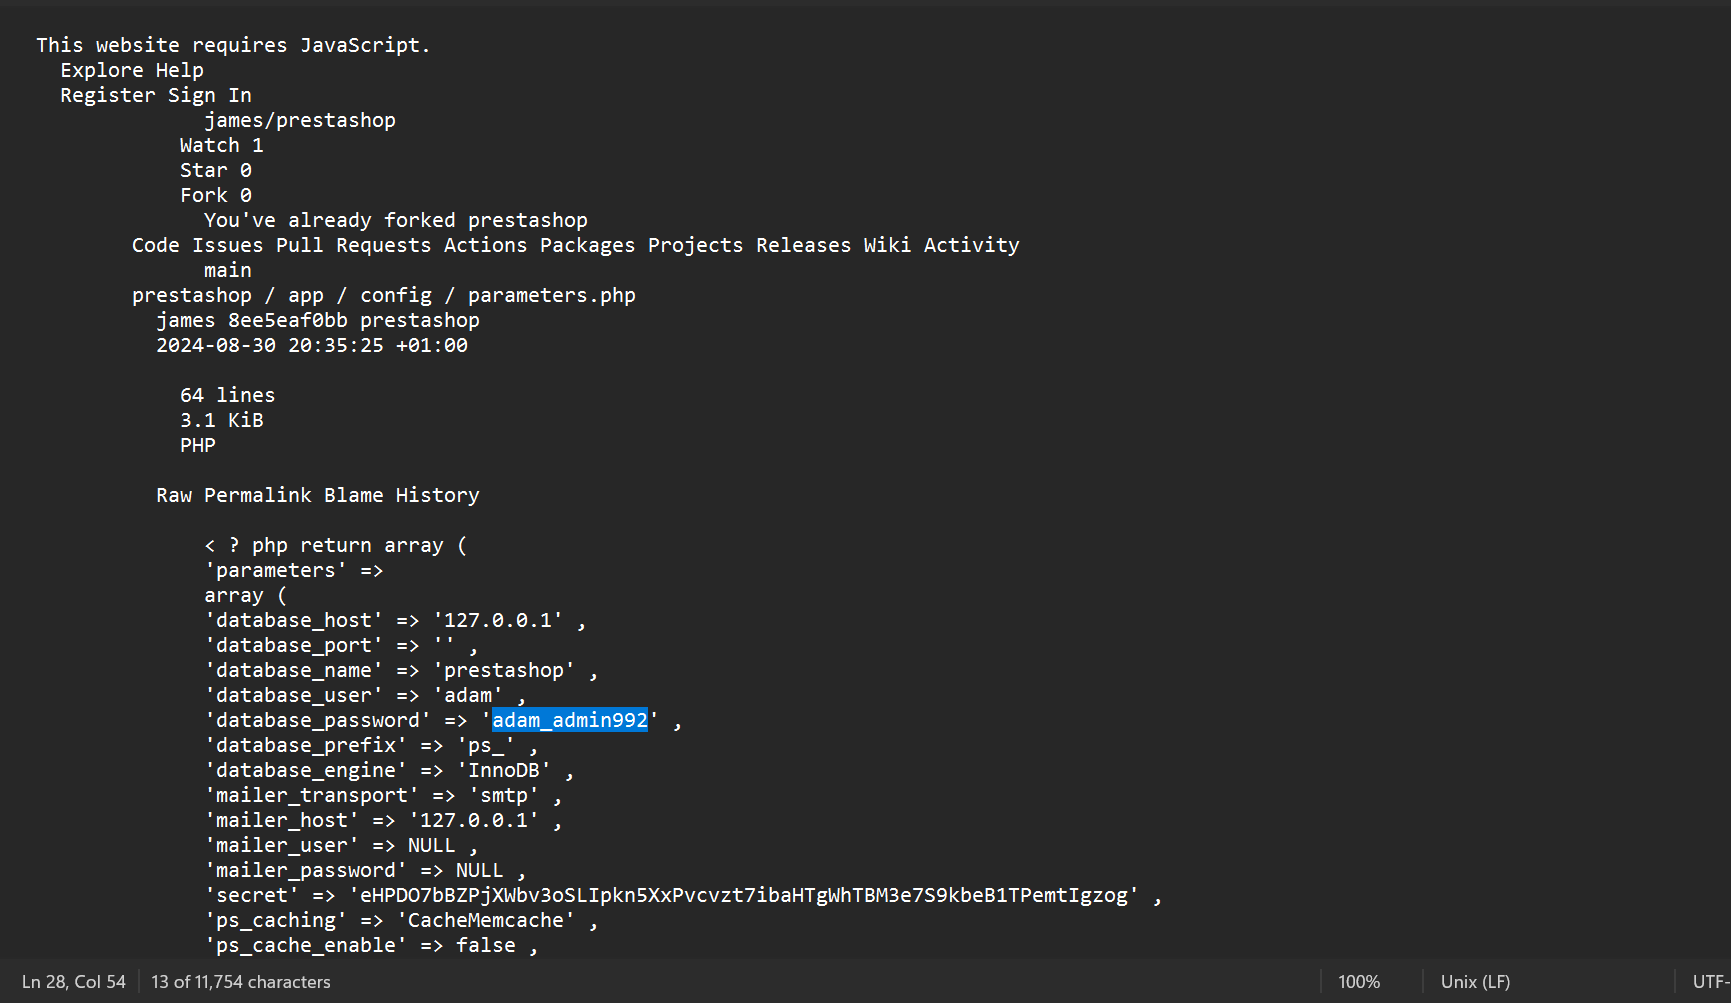 This website requires JavaScript.
Explore Help
Register Sign In
james/prestashop
Watch 1
Star 0
Fork 0
You've already forked prestashop
Code Issues Pull Requests Actions Packages Projects Releases Wiki Activity
main
prestashop / app / config / parameters.php
james 8ee5eaf0bb prestashop
2024-08-30 20:35:25 +01:00
64 lines
3.1 KiB
PHP
Raw Permalink Blame History
< ? php return array (
'parameters' =>
array (
'database_host' => '127.0.0.1' ,
'database_port' => '' ,
'database_name' => 'prestashop' ,
'database_user' => 'adam' ,
'database_password' => 'adam_admin992' ,
'database_prefix' => 'ps_' ,
'database_engine' => 'InnoDB' ,
'mailer_transport' => 'smtp' ,
'mailer_host' => '127.0.0.1' ,
'mailer_user' => NULL ,
'mailer_password' => NULL ,
'secret' => 'eHPDO7bBZPjXWbv3oSLIpkn5XxPvcvzt7ibaHTgWhTBM3e7S9kbeB1TPemtIgzog' ,
'ps_caching' => 'CacheMemcache' ,
'ps_cache_enable' => false ,
Ln 28, Col 54 13 of 11,754 characters 100% Unix (LF) UTF-